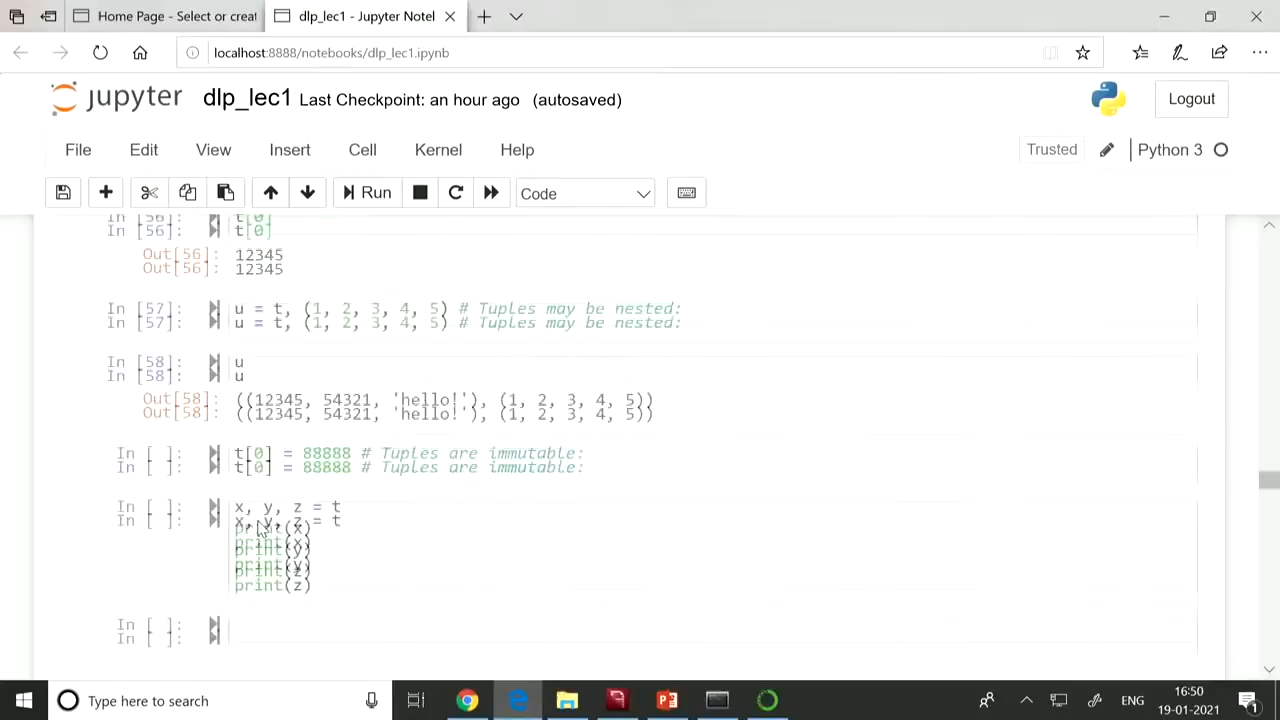 Home Page - Select or creat
dlp_lec1 - Jupyter Notel
localhost:8888/notebooks/dlp_lec1.ipynb
jupyter dlp_lec1 Last Checkpoint: an hour ago (autosaved)
Logout
File Edit View Insert Cell Kernel Help
Trusted
Python 3
Run
Code
In [56]: t[0]
In [56]: t[0]
Out[56]: 12345
Out[56]: 12345
In [57]: u = t, (1, 2, 3, 4, 5) # Tuples may be nested:
In [57]: u = t, (1, 2, 3, 4, 5) # Tuples may be nested:
In [58]: u
In [58]: u
Out[58]: ((12345, 54321, 'hello!'), (1, 2, 3, 4, 5))
Out[58]: ((12345, 54321, 'hello!'), (1, 2, 3, 4, 5))
In [ ]: t[0] = 88888 # Tuples are immutable:
In [ ]: t[0] = 88888 # Tuples are immutable:
In [ ]: x, y, z = t
In [ ]: x, y, z = t
print(x)
print(x)
print(y)
print(y)
print(z)
print(z)
In [ ]:
In [ ]:
Type here to search
ENG
16:50
19-01-2021
1